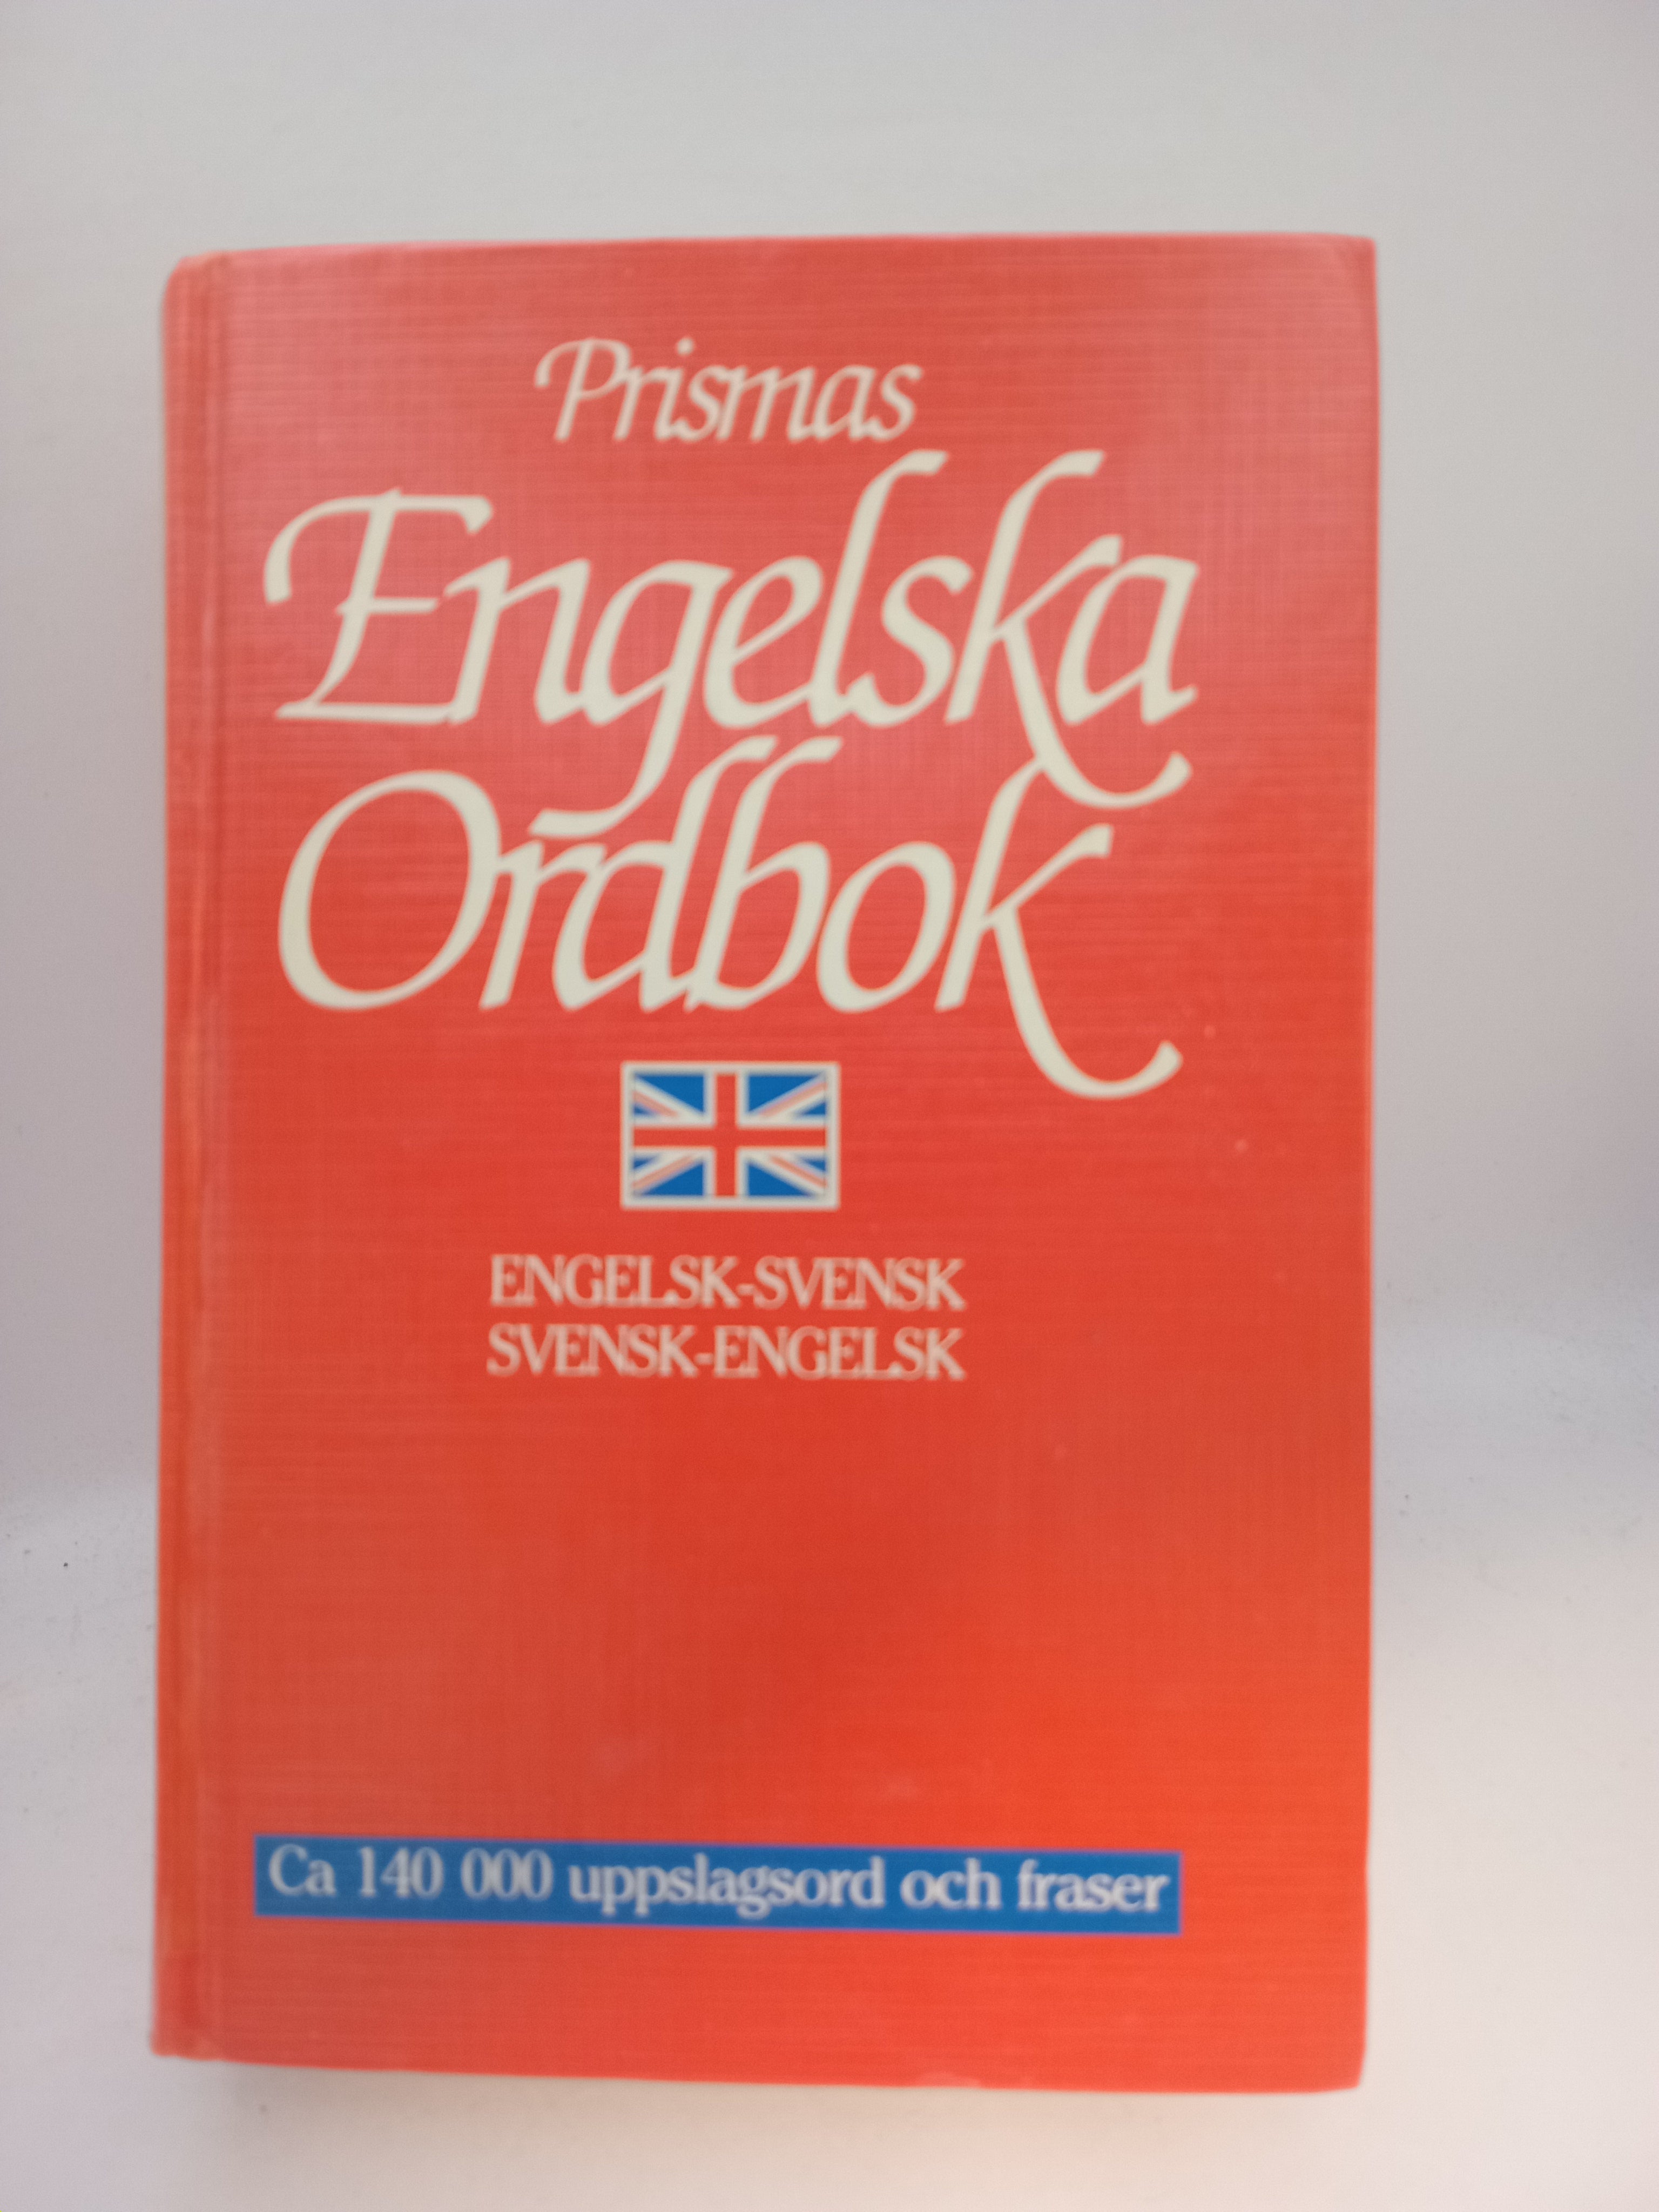 Prismas
Engelska
Ordbok
ENGELSK-SVENSK
SVENSK-ENGELSK
Ca 140 000 uppslagsord och fraser